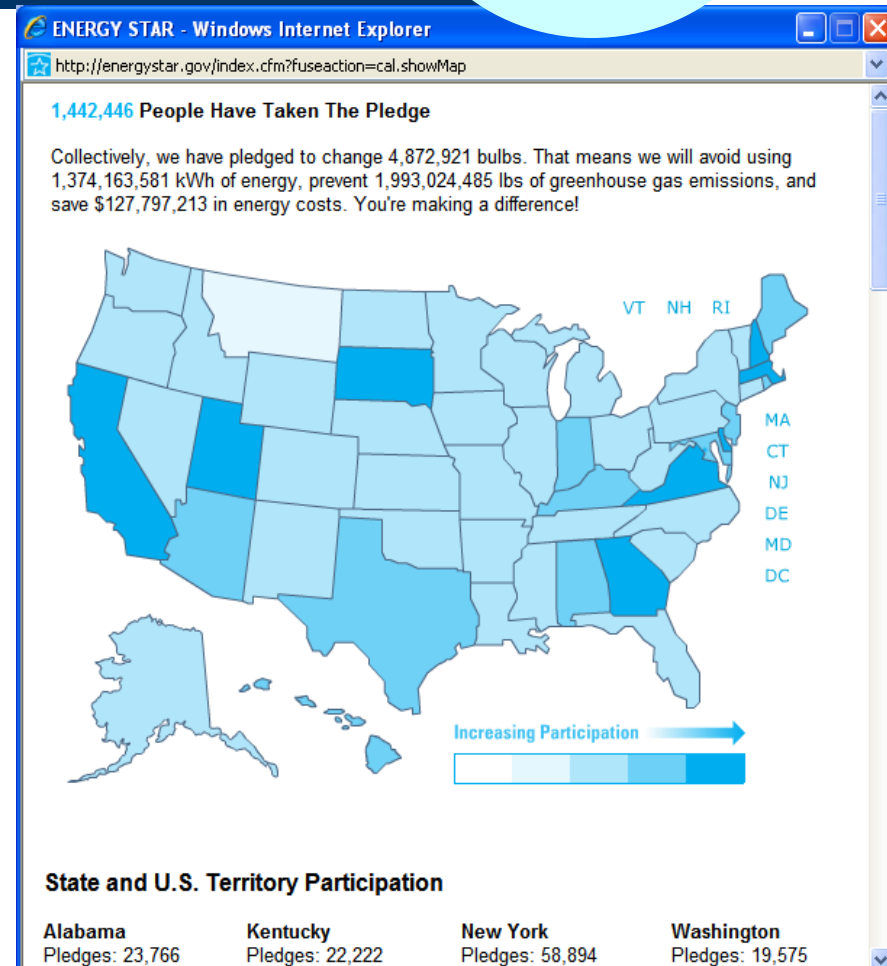 ENERGY STAR - Windows Internet Explorer
http://energystar.gov/index.cfm?fuseaction=cal.showMap
1,442,446 People Have Taken The Pledge
Collectively, we have pledged to change 4,872,921 bulbs. That means we will avoid using
1,374,163,581 kWh of energy, prevent 1,993,024,485 lbs of greenhouse gas emissions, and
save $127,797,213 in energy costs. You're making a difference!
VT NH RI
MA
CT
NJ
DE
MD
DC
Increasing Participation
State and U.S. Territory Participation
Alabama Kentucky New York Washington
Pledges: 23,766 Pledges: 22,222 Pledges: 58,894 Pledges: 19,575